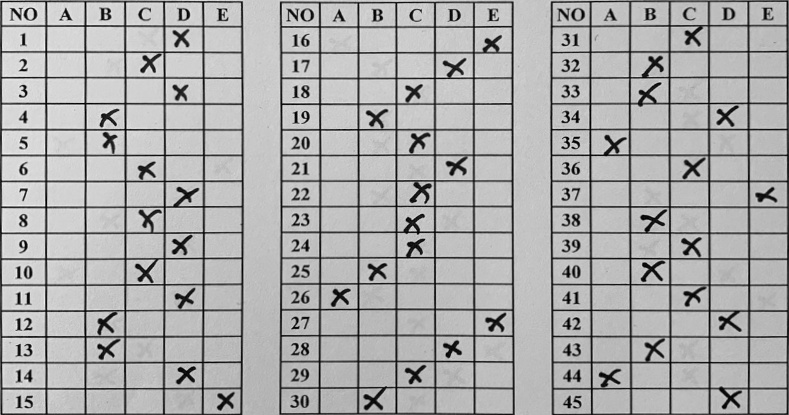 NO A B C D E NO A B C D E NO A B C D E
1 X 16 X 31 X
2 X 17 X 32 X
3 X 18 X 33 X
4 X 19 X 34 X
5 X 20 X 35 X
6 X 21 X 36 X
7 X 22 X 37 X
8 X 23 X 38 X
9 X 24 X 39 X
10 X 25 X 40 X
11 X 26 X 41 X
12 X 27 X 42 X
13 X 28 X 43 X
14 X 29 X 44 X
15 X 30 X 45 X